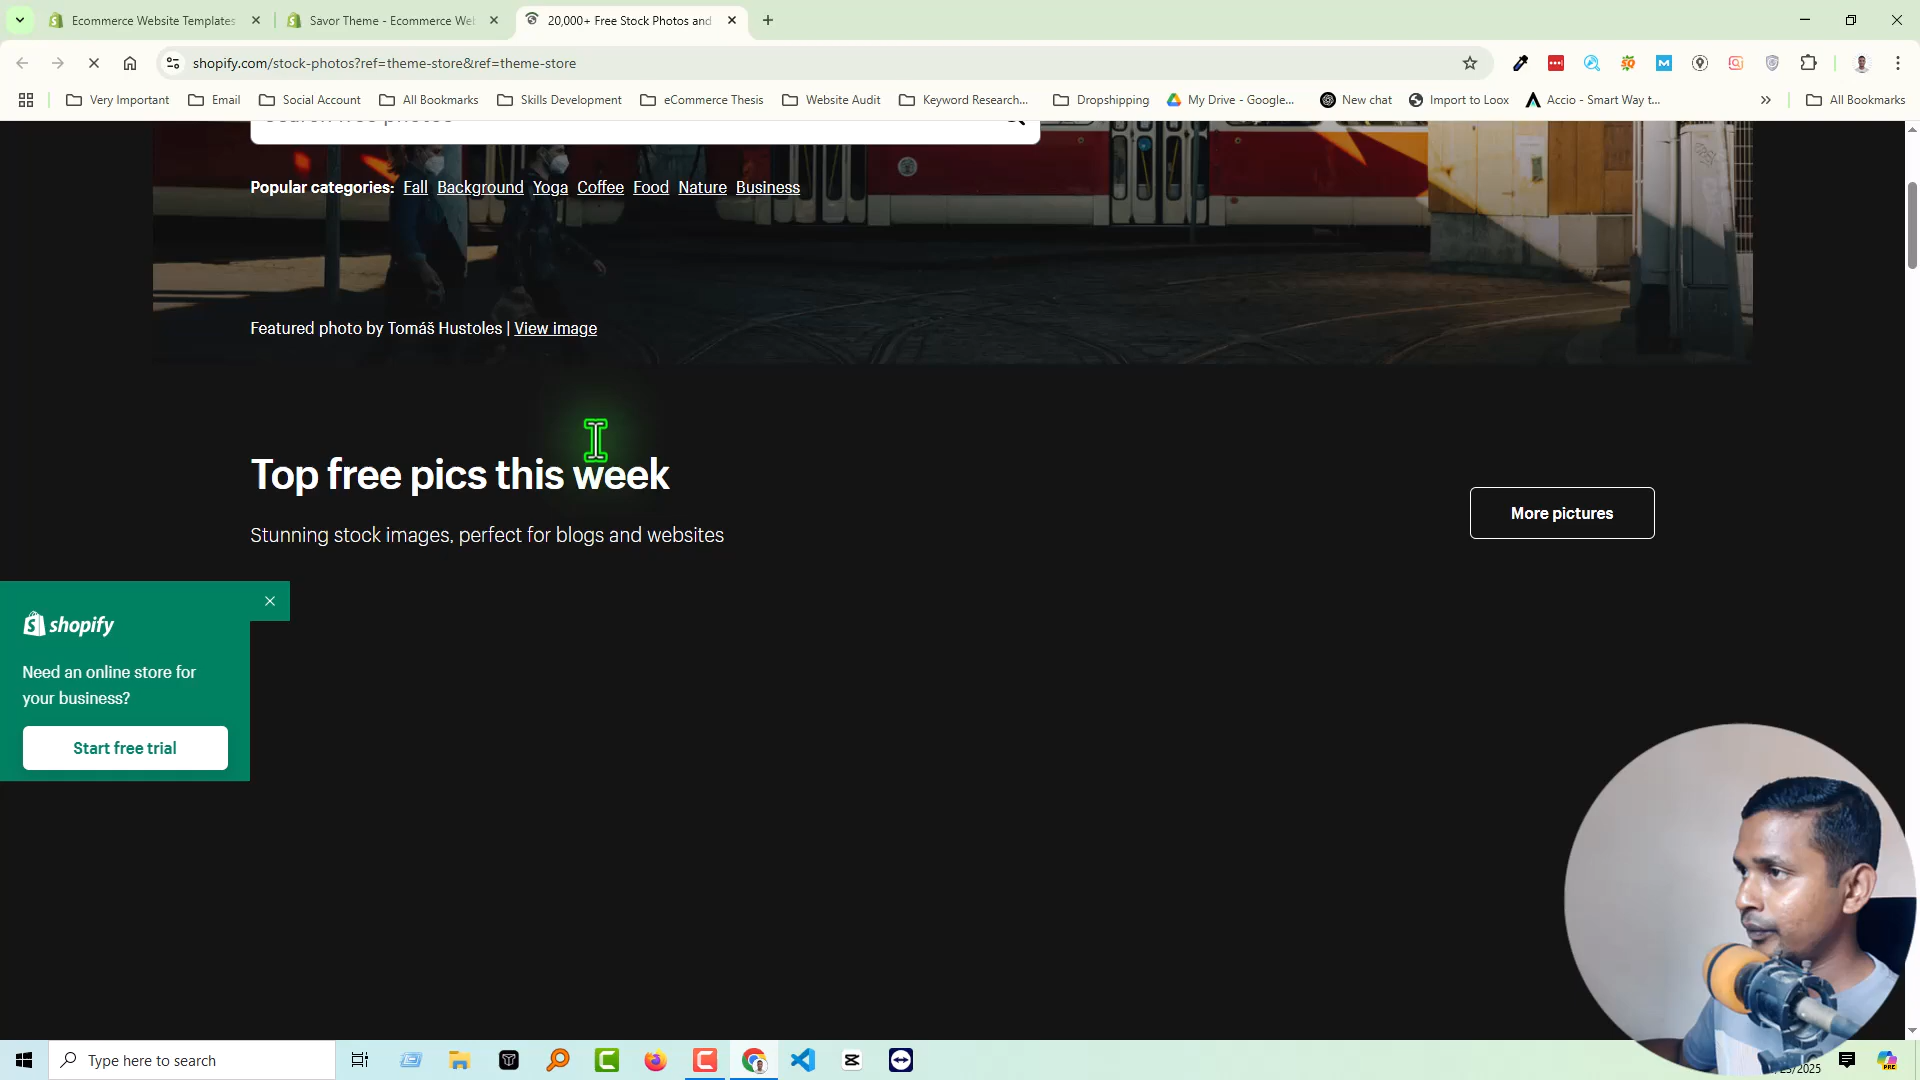 Ecommerce Website Templates
Savor Theme - Ecommerce Wel
20,000+ Free Stock Photos and
shopify.com/stock-photos?ref=theme-store&ref=theme-store
Very Important
Email
Social Account
All Bookmarks
Skills Development
eCommerce Thesis
Website Audit
Keyword Research...
Dropshipping
My Drive - Google...
New chat
Import to Loox
Accio - Smart Way t...
All Bookmarks
Search free photos
Popular categories: Fall Background Yoga Coffee Food Nature Business
Featured photo by Tomáš Hustoles | View image
Top free pics this week
Stunning stock images, perfect for blogs and websites
More pictures
shopify
Need an online store for
your business?
Start free trial
Type here to search